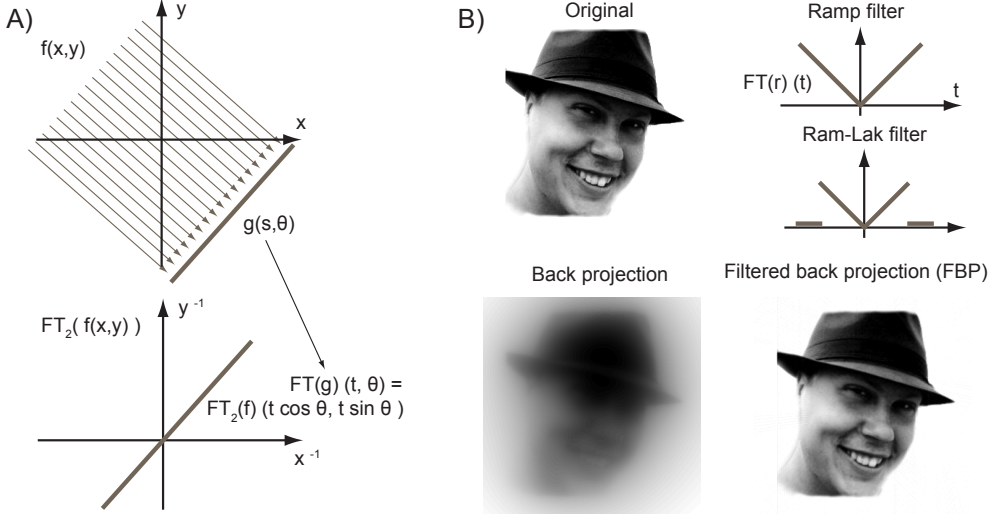 A)
y
f(x,y)
x
g(s,θ)
y ⁻¹
FT₂( f(x,y) )
FT(g) (t, θ) =
FT₂(f) (t cos θ, t sin θ )
x ⁻¹
B)
Original
Ramp filter
FT(r) (t)
t
Ram-Lak filter
Back projection
Filtered back projection (FBP)